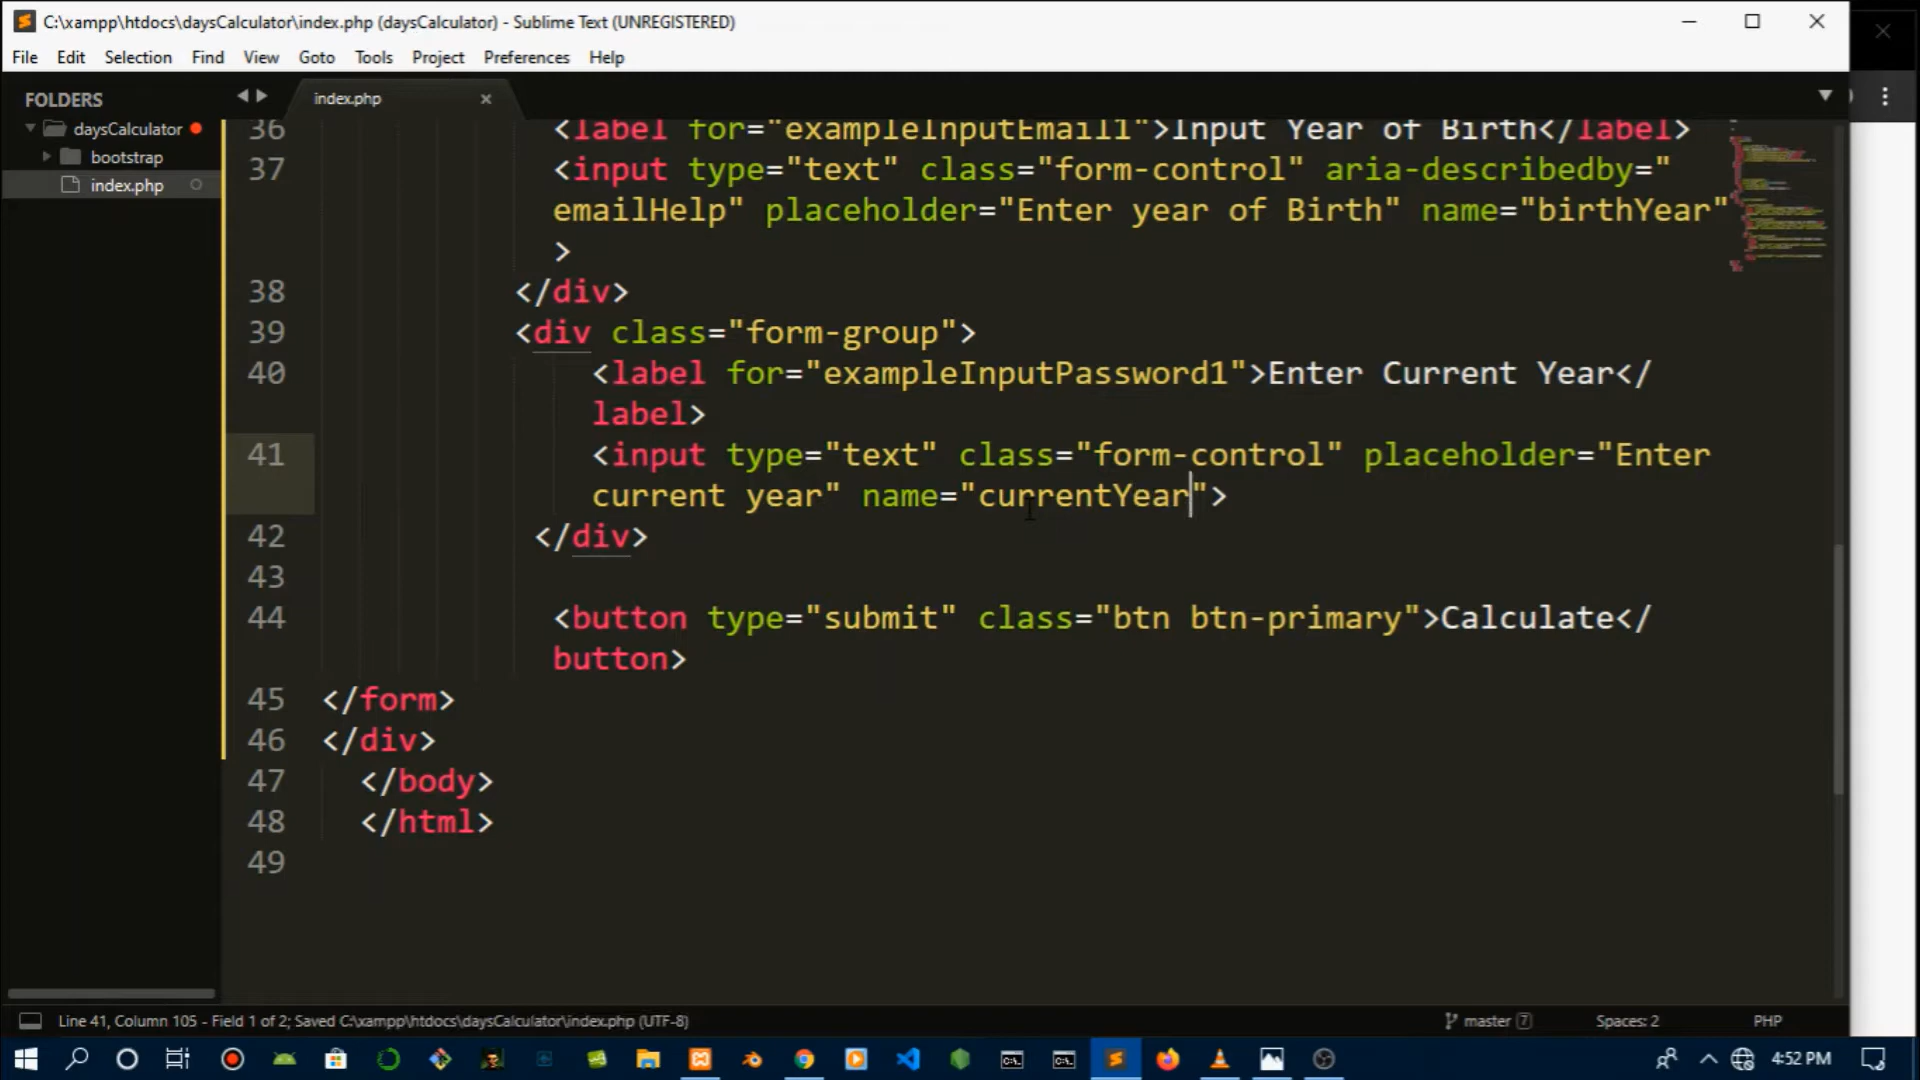 C:\xampp\htdocs\daysCalculator\index.php (daysCalculator) - Sublime Text (UNREGISTERED)
File Edit Selection Find View Goto Tools Project Preferences Help
FOLDERS
daysCalculator
bootstrap
index.php
index.php
36 <label for="exampleInputEmail1">Input Year of Birth</label>
37 <input type="text" class="form-control" aria-describedby="
emailHelp" placeholder="Enter year of Birth" name="birthYear"
>
38 </div>
39 <div class="form-group">
40 <label for="exampleInputPassword1">Enter Current Year</
label>
41 <input type="text" class="form-control" placeholder="Enter
current year" name="currentYear">
42 </div>
43
44 <button type="submit" class="btn btn-primary">Calculate</
button>
45 </form>
46 </div>
47 </body>
48 </html>
49
Line 41, Column 105 - Field 1 of 2; Saved C:\xampp\htdocs\daysCalculator\index.php (UTF-8)
master 7
Spaces: 2
PHP
4:52 PM